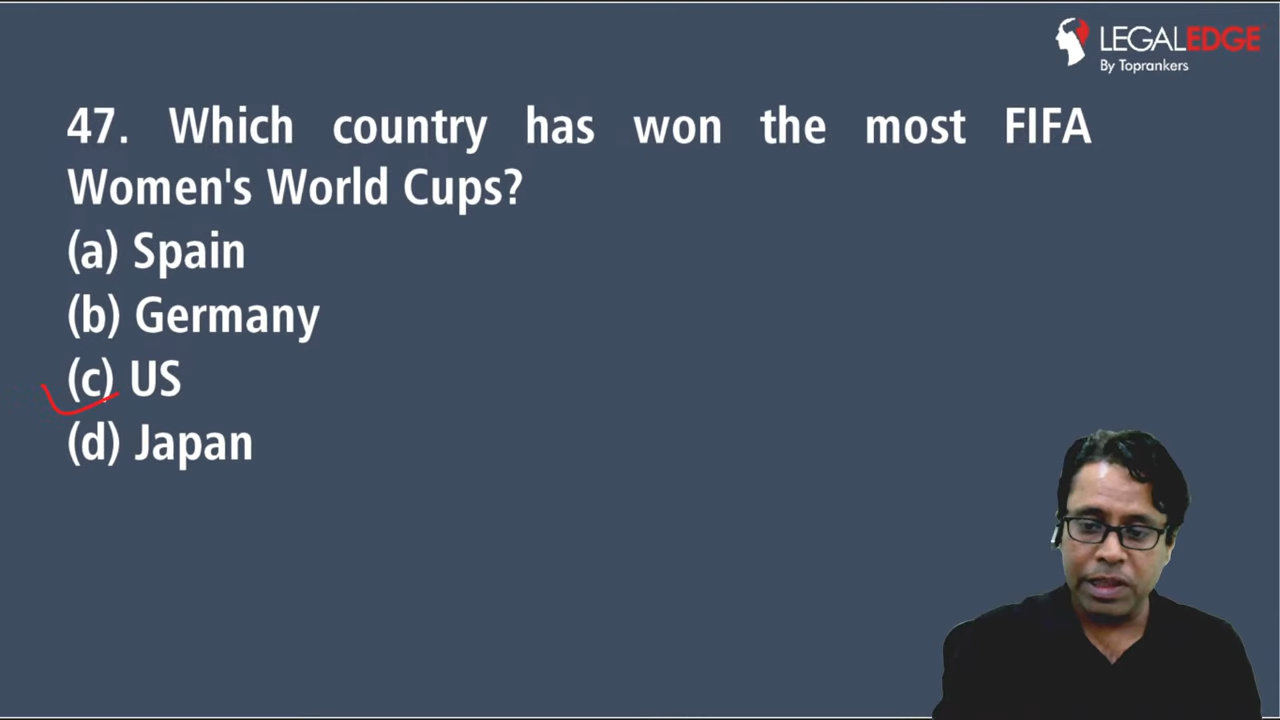 LEGALEDGE
By Toprankers
47. Which country has won the most FIFA
Women's World Cups?
(a) Spain
(b) Germany
(c) US
(d) Japan